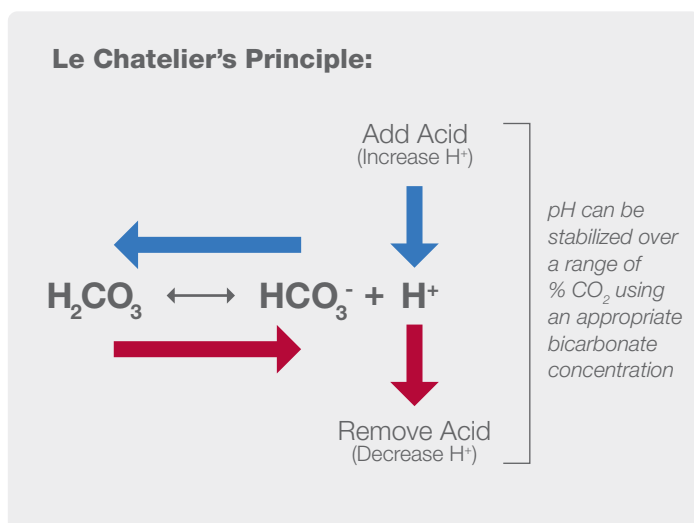 Le Chatelier's Principle:
Add Acid
(Increase H⁺)
H₂CO₃ ⟷ HCO₃⁻ + H⁺
Remove Acid
(Decrease H⁺)
pH can be
stabilized over
a range of
% CO₂ using
an appropriate
bicarbonate
concentration